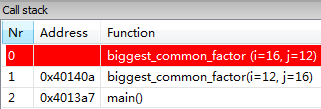 Call stack
Nr Address Function
0 biggest_common_factor (i=16, j=12)
1 0x40140a biggest_common_factor(i=12, j=16)
2 0x4013a7 main()